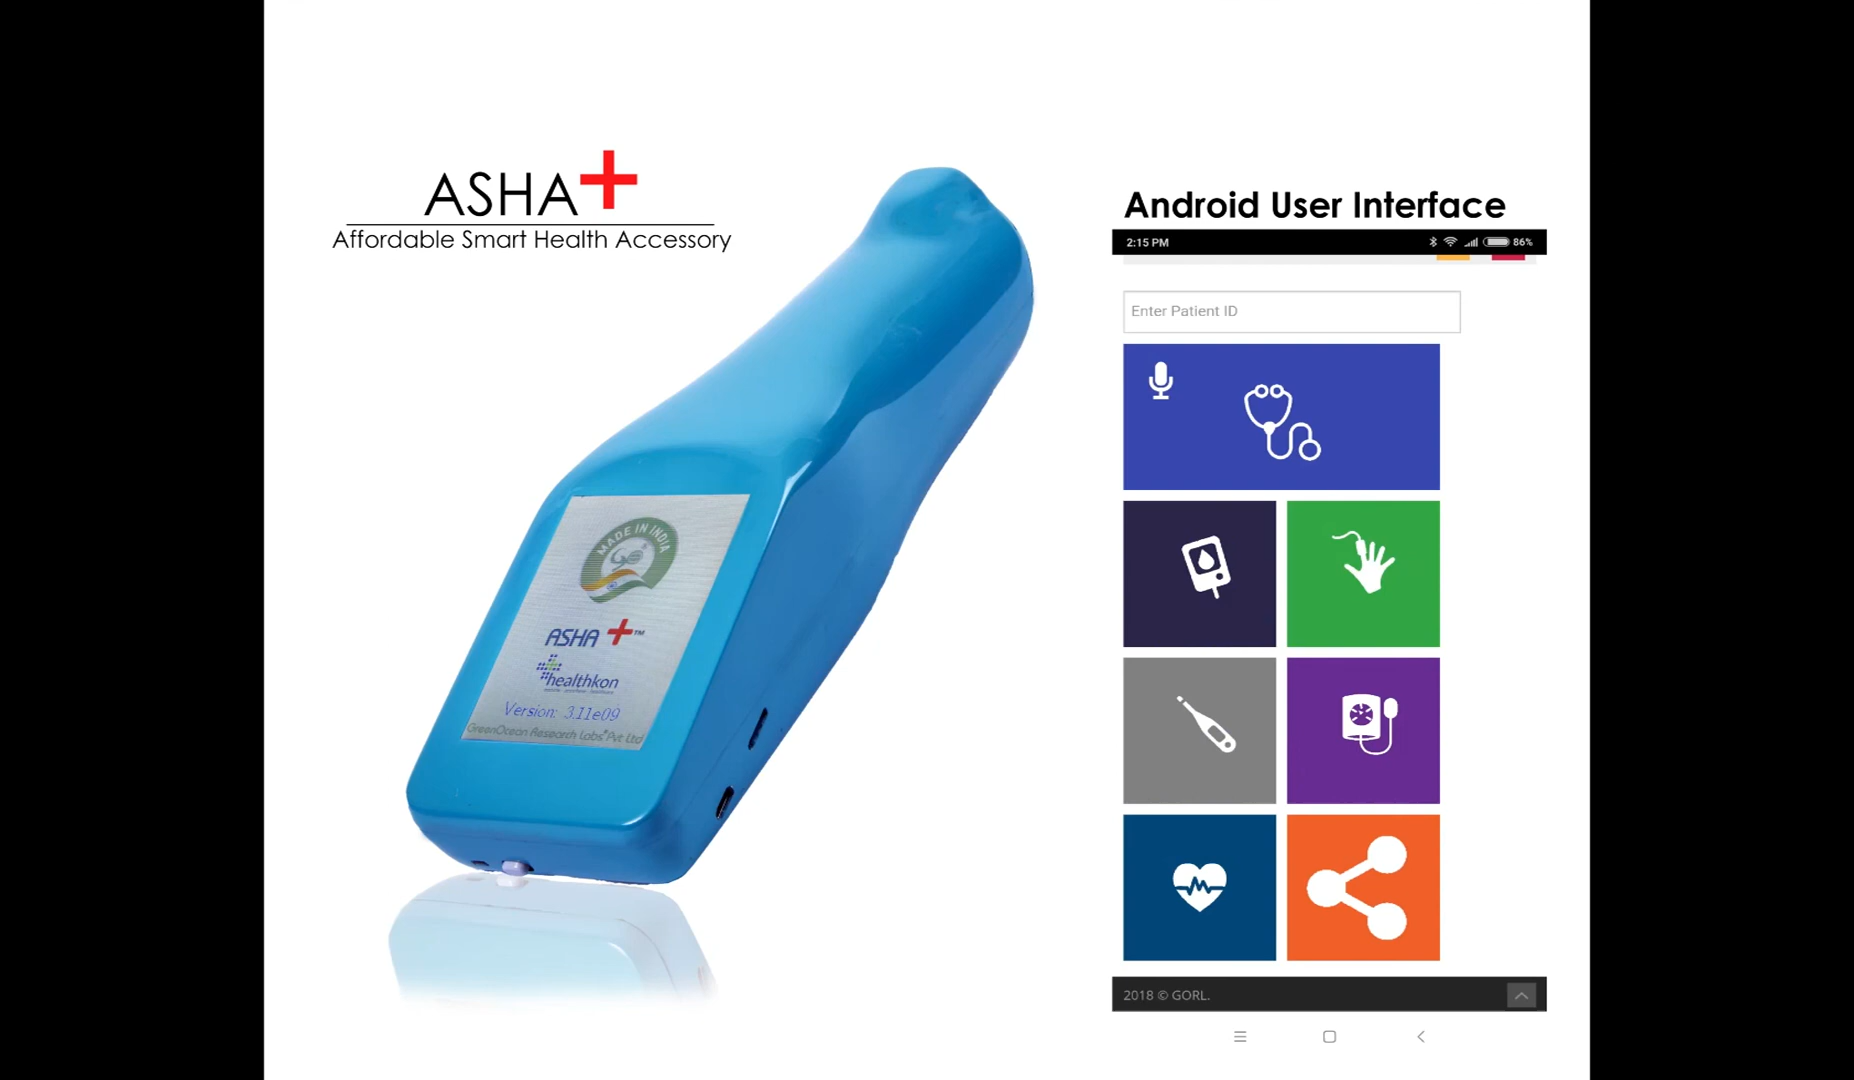 ASHA+
Affordable Smart Health Accessory
MADE IN INDIA
ASHA +™
healthkon
Version: 3.11e09
GreenOcean Research Labs Pvt Ltd
Android User Interface
2:15 PM
86%
Enter Patient ID
2018 © GORL.